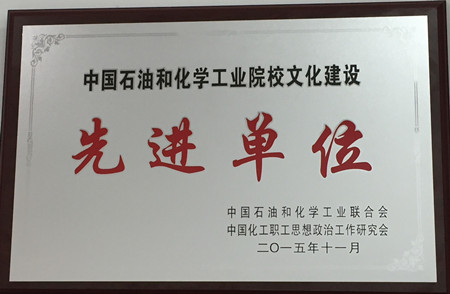 中国石油和化学工业院校文化建设
先进单位
中国石油和化学工业联合会
中国化工职工思想政治工作研究会
二〇一五年十一月